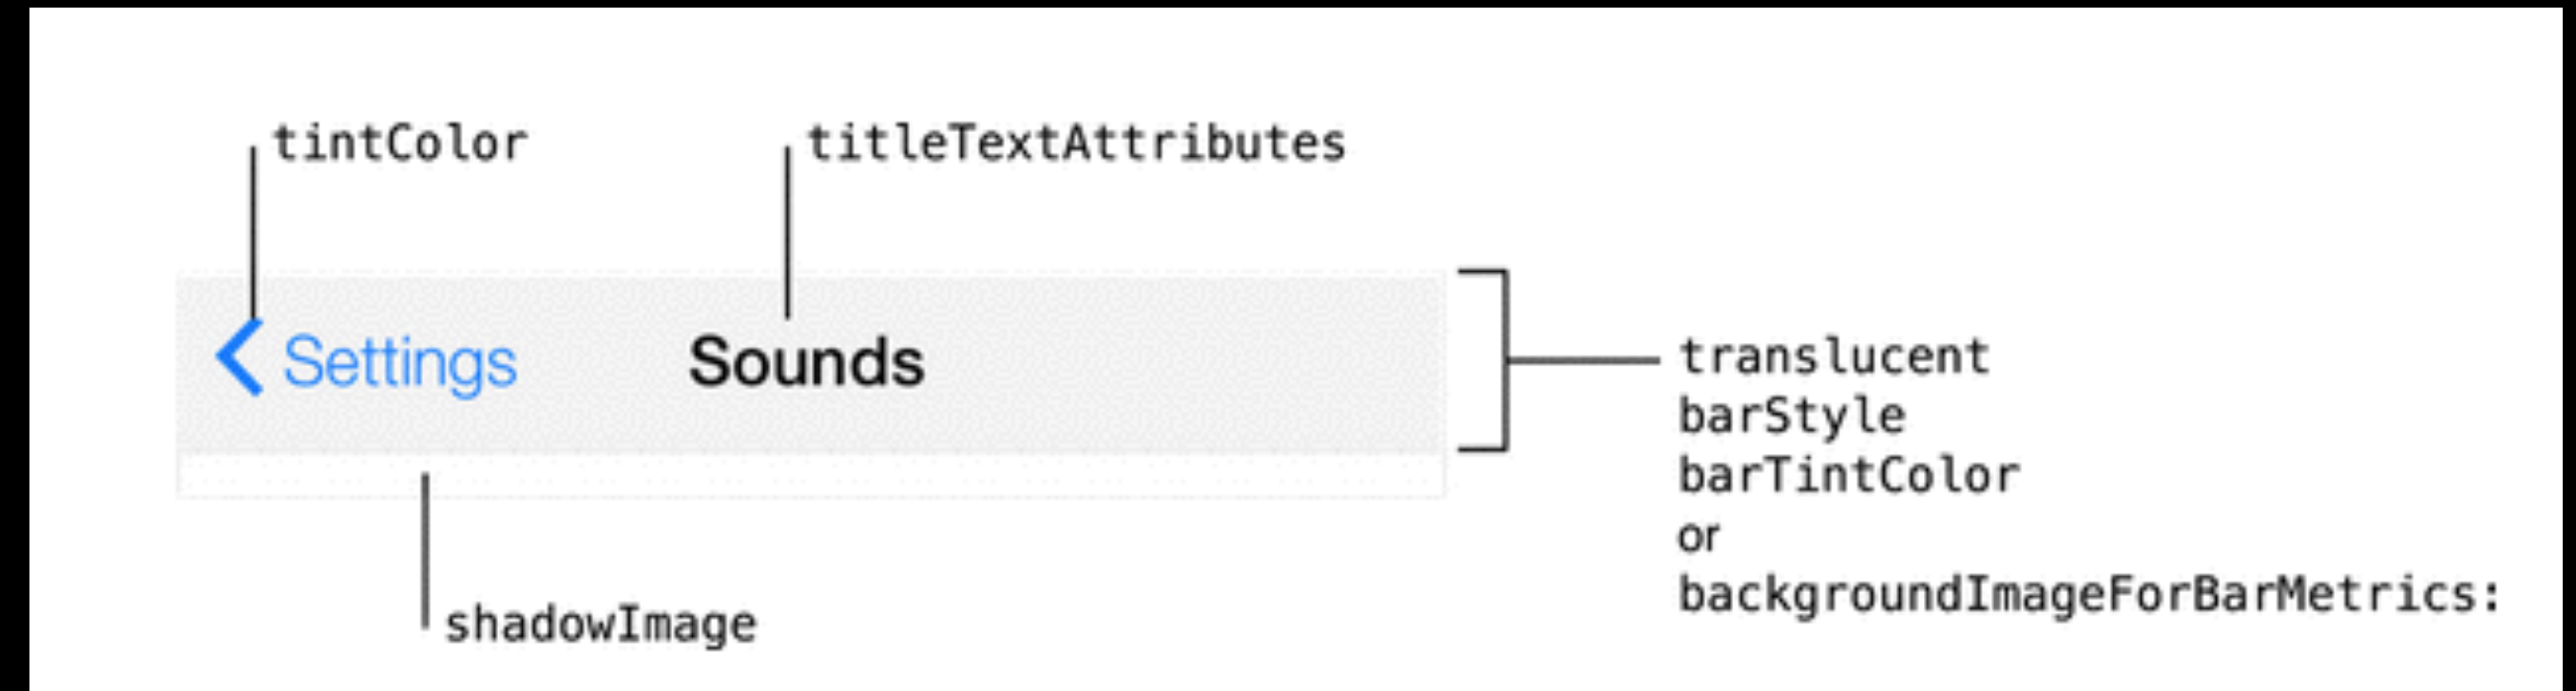 tintColor
titleTextAttributes
Settings
Sounds
translucent
barStyle
barTintColor
or
backgroundImageForBarMetrics:
shadowImage